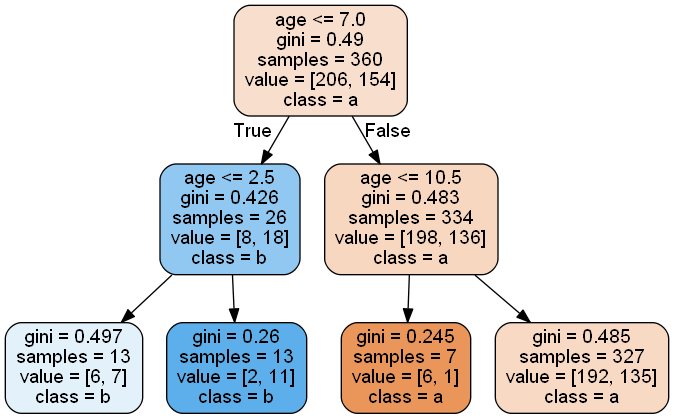 age <= 7.0
gini = 0.49
samples = 360
value = [206, 154]
class = a
True
False
age <= 2.5
gini = 0.426
samples = 26
value = [8, 18]
class = b
age <= 10.5
gini = 0.483
samples = 334
value = [198, 136]
class = a
gini = 0.497
samples = 13
value = [6, 7]
class = b
gini = 0.26
samples = 13
value = [2, 11]
class = b
gini = 0.245
samples = 7
value = [6, 1]
class = a
gini = 0.485
samples = 327
value = [192, 135]
class = a